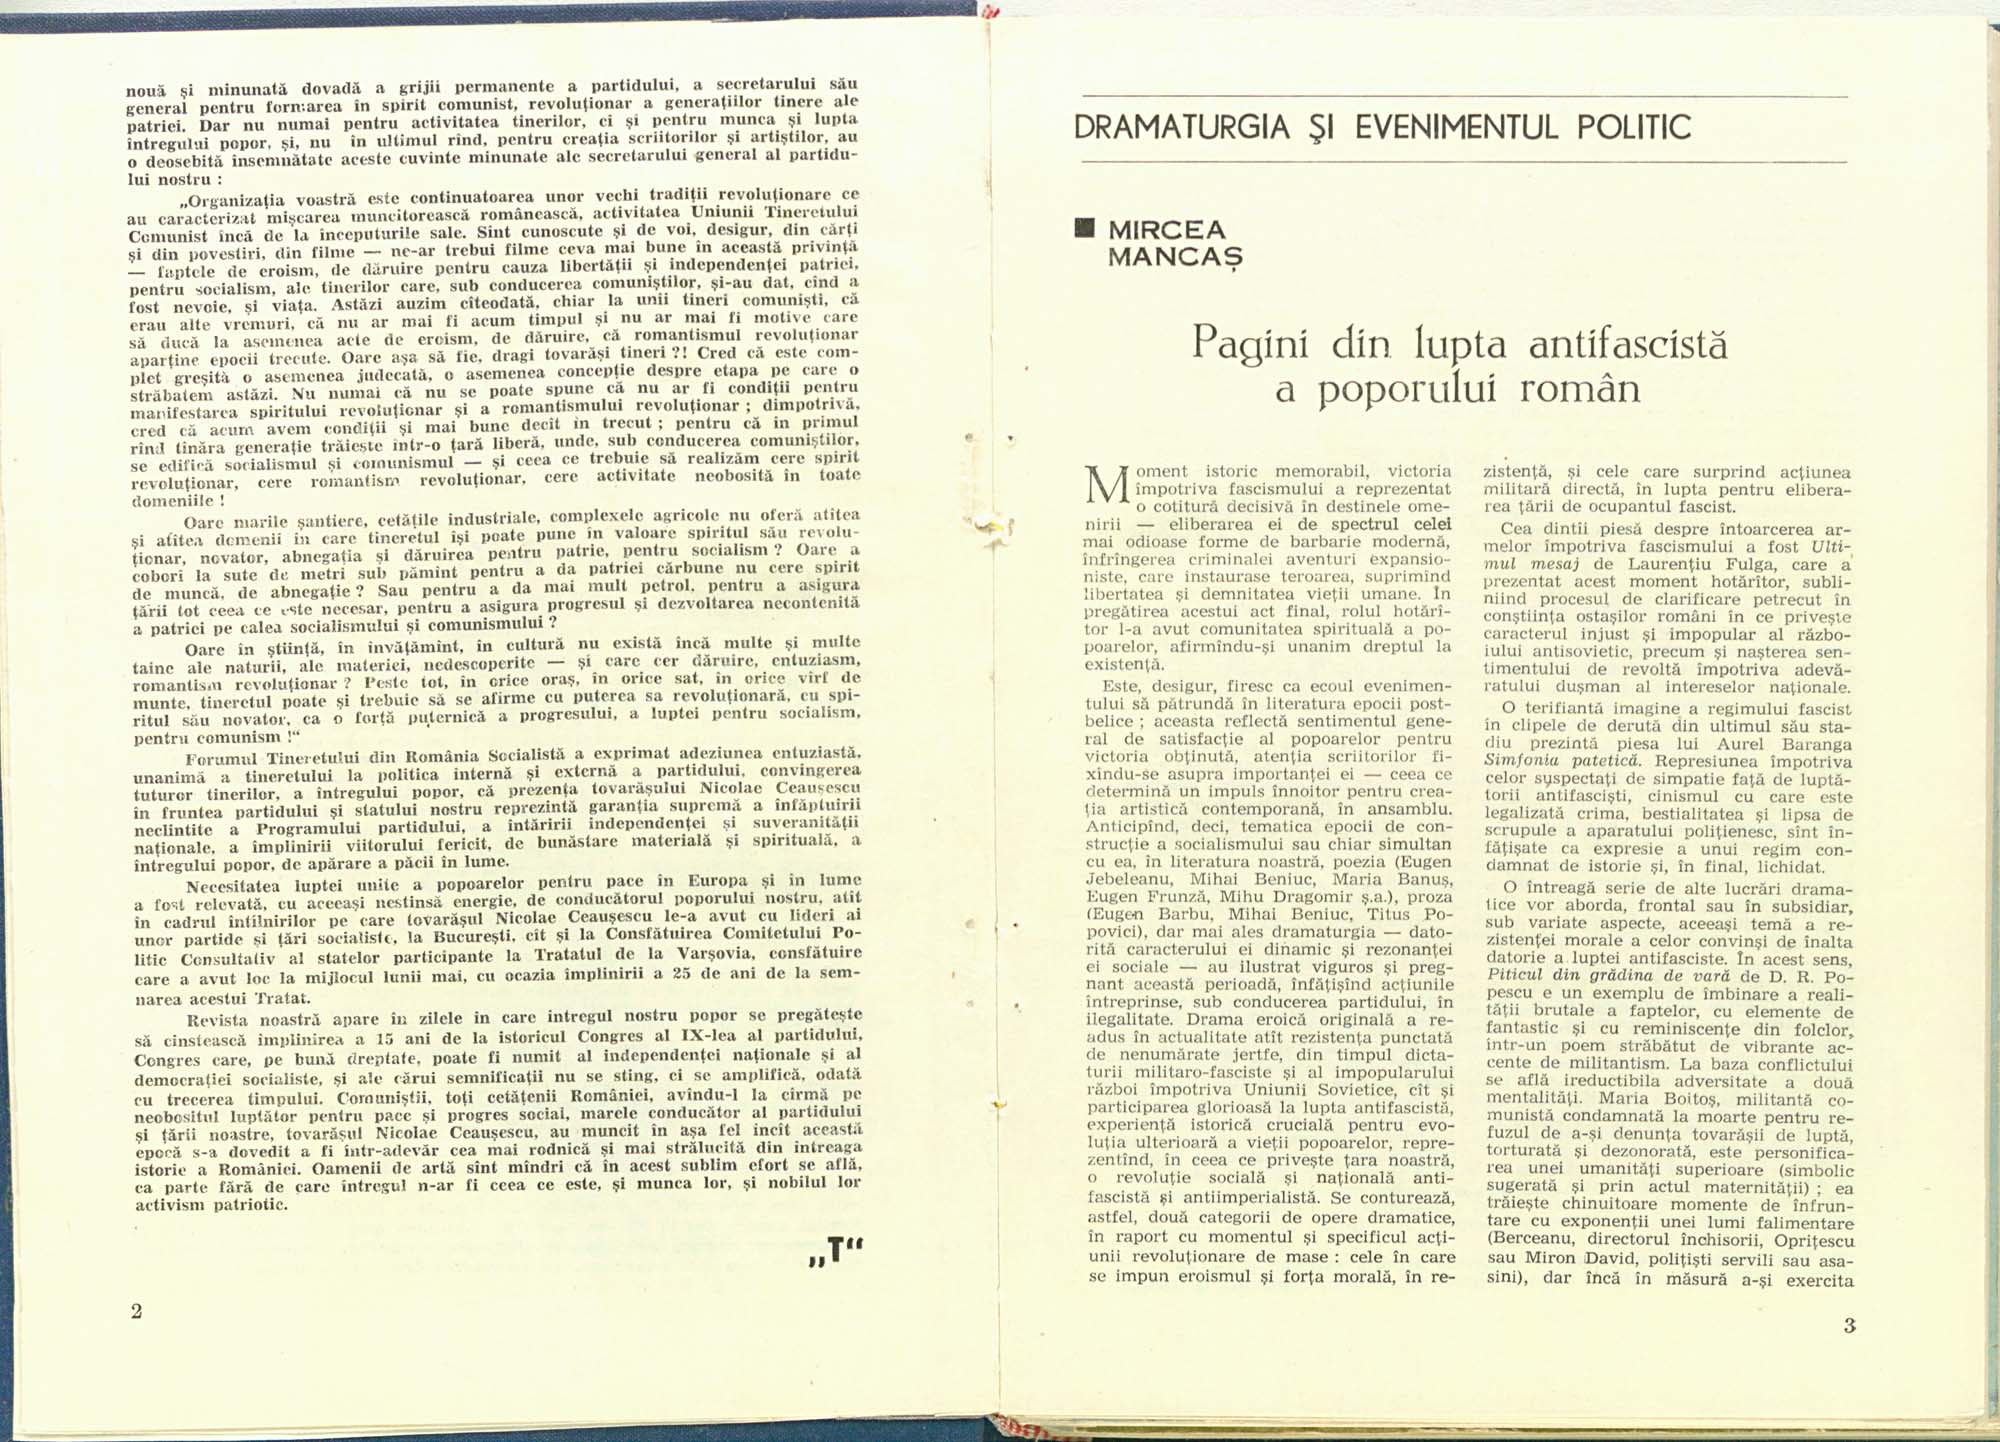 nouă și minunată dovadă a grijii permanente a partidului, a secretarului său
general pentru formarea în spirit comunist, revoluționar a generațiilor tinere ale
patriei. Dar nu numai pentru activitatea tinerilor, ci și pentru munca și lupta
întregului popor, și, nu în ultimul rînd, pentru creația scriitorilor și artiștilor, au
o deosebită însemnătate aceste cuvinte minunate ale secretarului general al partidu-
lui nostru :
„Organizația voastră este continuatoarea unor vechi tradiții revoluționare ce
au caracterizat mișcarea muncitorească românească, activitatea Uniunii Tineretului
Comunist încă de la începuturile sale. Sînt cunoscute și de voi, desigur, din cărți
și din povestiri, din filme — ne-ar trebui filme ceva mai bune în această privință
— faptele de eroism, de dăruire pentru cauza libertății și independenței patriei,
pentru socialism, ale tinerilor care, sub conducerea comuniștilor, și-au dat, cînd a
fost nevoie, și viața. Astăzi auzim cîteodată, chiar la unii tineri comuniști, că
erau alte vremuri, că nu ar mai fi acum timpul și nu ar mai fi motive care
să ducă la asemenea acte de eroism, de dăruire, că romantismul revoluționar
aparține epocii trecute. Oare așa să fie, dragi tovarăși tineri ?! Cred că este com-
plet greșită o asemenea judecată, o asemenea concepție despre etapa pe care o
străbatem astăzi. Nu numai că nu se poate spune că nu ar fi condiții pentru
manifestarea spiritului revoluționar și a romantismului revoluționar ; dimpotrivă,
cred că acum avem condiții și mai bune decît în trecut ; pentru că în primul
rînd tînăra generație trăiește într-o țară liberă, unde, sub conducerea comuniștilor,
se edifică socialismul și comunismul — și ceea ce trebuie să realizăm cere spirit
revoluționar, cere romantism revoluționar, cere activitate neobosită în toate
domeniile !
Oare marile șantiere, cetățile industriale, complexele agricole nu oferă atîtea
și atîtea domenii în care tineretul își poate pune în valoare spiritul său revolu-
ționar, novator, abnegația și dăruirea pentru patrie, pentru socialism ? Oare a
coborî la sute de metri sub pămînt pentru a da patriei cărbune nu cere spirit
de muncă, de abnegație ? Sau pentru a da mai mult petrol, pentru a asigura
țării tot ceea ce este necesar, pentru a asigura progresul și dezvoltarea necontenită
a patriei pe calea socialismului și comunismului ?
Oare în știință, în învățămînt, în cultură nu există încă multe și multe
taine ale naturii, ale materiei, nedescoperite — și care cer dăruire, entuziasm,
romantism revoluționar ? Peste tot, în orice oraș, în orice sat, în orice vîrf de
munte, tineretul poate și trebuie să se afirme cu puterea sa revoluționară, cu spi-
ritul său novator, ca o forță puternică a progresului, a luptei pentru socialism,
pentru comunism !“
Forumul Tineretului din România Socialistă a exprimat adeziunea entuziastă,
unanimă a tineretului la politica internă și externă a partidului, convingerea
tuturor tinerilor, a întregului popor, că prezența tovarășului Nicolae Ceaușescu
în fruntea partidului și statului nostru reprezintă garanția supremă a înfăptuirii
neclintite a Programului partidului, a întăririi independenței și suveranității
naționale, a împlinirii viitorului fericit, de bunăstare materială și spirituală, a
întregului popor, de apărare a păcii în lume.
Necesitatea luptei unite a popoarelor pentru pace în Europa și în lume
a fost relevată, cu aceeași nestinsă energie, de conducătorul poporului nostru, atît
în cadrul întîlnirilor pe care tovarășul Nicolae Ceaușescu le-a avut cu lideri ai
unor partide și țări socialiste, la București, cît și la Consfătuirea Comitetului Po-
litic Consultativ al statelor participante la Tratatul de la Varșovia, consfătuire
care a avut loc la mijlocul lunii mai, cu ocazia împlinirii a 25 de ani de la sem-
narea acestui Tratat.
Revista noastră apare în zilele în care întregul nostru popor se pregătește
să cinstească împlinirea a 15 ani de la istoricul Congres al IX-lea al partidului,
Congres care, pe bună dreptate, poate fi numit al independenței naționale și al
democrației socialiste, și ale cărui semnificații nu se sting, ci se amplifică, odată
cu trecerea timpului. Comuniștii, toți cetățenii României, avîndu-l la cîrmă pe
neobositul luptător pentru pace și progres social, marele conducător al partidului
și țării noastre, tovarășul Nicolae Ceaușescu, au muncit în așa fel încît această
epocă s-a dovedit a fi într-adevăr cea mai rodnică și mai strălucită din întreaga
istorie a României. Oamenii de artă sînt mîndri că în acest sublim efort se află,
ca parte fără de care întregul n-ar fi ceea ce este, și munca lor, și nobilul lor
activism patriotic.
„T“
2
DRAMATURGIA ȘI EVENIMENTUL POLITIC
MIRCEA
MANCAȘ
Pagini din lupta antifascistă
a poporului român
Moment istoric memorabil, victoria
împotriva fascismului a reprezentat
o cotitură decisivă în destinele ome-
nirii — eliberarea ei de spectrul celei
mai odioase forme de barbarie modernă,
înfrîngerea criminalei aventuri expansio-
niste, care instaurase teroarea, suprimind
libertatea și demnitatea vieții umane. In
pregătirea acestui act final, rolul hotărî-
tor l-a avut comunitatea spirituală a po-
poarelor, afirmîndu-și unanim dreptul la
existență.
Este, desigur, firesc ca ecoul evenimen-
tului să pătrundă în literatura epocii post-
belice ; aceasta reflectă sentimentul gene-
ral de satisfacție al popoarelor pentru
victoria obținută, atenția scriitorilor fi-
xindu-se asupra importanței ei — ceea ce
determină un impuls înnoitor pentru crea-
ția artistică contemporană, în ansamblu.
Anticipînd, deci, tematica epocii de con-
strucție a socialismului sau chiar simultan
cu ea, în literatura noastră, poezia (Eugen
Jebeleanu, Mihai Beniuc, Maria Banuș,
Eugen Frunză, Mihu Dragomir ș.a.), proza
(Eugen Barbu, Mihai Beniuc, Titus Po-
povici), dar mai ales dramaturgia — dato-
rită caracterului ei dinamic și rezonanței
ei sociale — au ilustrat viguros și preg-
nant această perioadă, înfățișînd acțiunile
întreprinse, sub conducerea partidului, în
ilegalitate. Drama eroică originală a re-
adus în actualitate atît rezistența punctată
de nenumărate jertfe, din timpul dicta-
turii militaro-fasciste și al impopularului
război împotriva Uniunii Sovietice, cît și
participarea glorioasă la lupta antifascistă,
experiență istorică crucială pentru evo-
luția ulterioară a vieții popoarelor, repre-
zentînd, în ceea ce privește țara noastră,
o revoluție socială și națională anti-
fascistă și antiimperialistă. Se conturează,
astfel, două categorii de opere dramatice,
în raport cu momentul și specificul acți-
unii revoluționare de mase : cele în care
se impun eroismul și forța morală, în re-
zistență, și cele care surprind acțiunea
militară directă, în lupta pentru elibera-
rea țării de ocupantul fascist.
Cea dintîi piesă despre întoarcerea ar-
melor împotriva fascismului a fost Ulti-
mul mesaj de Laurențiu Fulga, care a
prezentat acest moment hotărîtor, subli-
niind procesul de clarificare petrecut în
conștiința ostașilor români în ce privește
caracterul injust și impopular al războ-
iului antisovietic, precum și nașterea sen-
timentului de revoltă împotriva adevă-
ratului dușman al intereselor naționale.
O terifiantă imagine a regimului fascist
în clipele de derută din ultimul său sta-
diu prezintă piesa lui Aurel Baranga
Simfonia patetică. Represiunea împotriva
celor suspectați de simpatie față de luptă-
torii antifasciști, cinismul cu care este
legalizată crima, bestialitatea și lipsa de
scrupule a aparatului polițienesc, sînt în-
fățișate ca expresie a unui regim con-
damnat de istorie și, în final, lichidat.
O întreagă serie de alte lucrări drama-
tice vor aborda, frontal sau în subsidiar,
sub variate aspecte, aceeași temă a re-
zistenței morale a celor convinși de înalta
datorie a luptei antifasciste. În acest sens,
Piticul din grădina de vară de D. R. Po-
pescu e un exemplu de îmbinare a reali-
tății brutale a faptelor, cu elemente de
fantastic și cu reminiscențe din folclor,
într-un poem străbătut de vibrante ac-
cente de militantism. La baza conflictului
se află ireductibila adversitate a două
mentalități. Maria Boitoș, militantă co-
munistă condamnată la moarte pentru re-
fuzul de a-și denunța tovarășii de luptă,
torturată și dezonorată, este personifica-
rea unei umanități superioare (simbolic
sugerată și prin actul maternității) ; ea
trăiește chinuitoare momente de înfrun-
tare cu exponenții unei lumi falimentare
(Berceanu, directorul închisorii, Oprițescu
sau Miron David, polițiști servili sau asa-
sini), dar încă în măsură a-și exercita
3